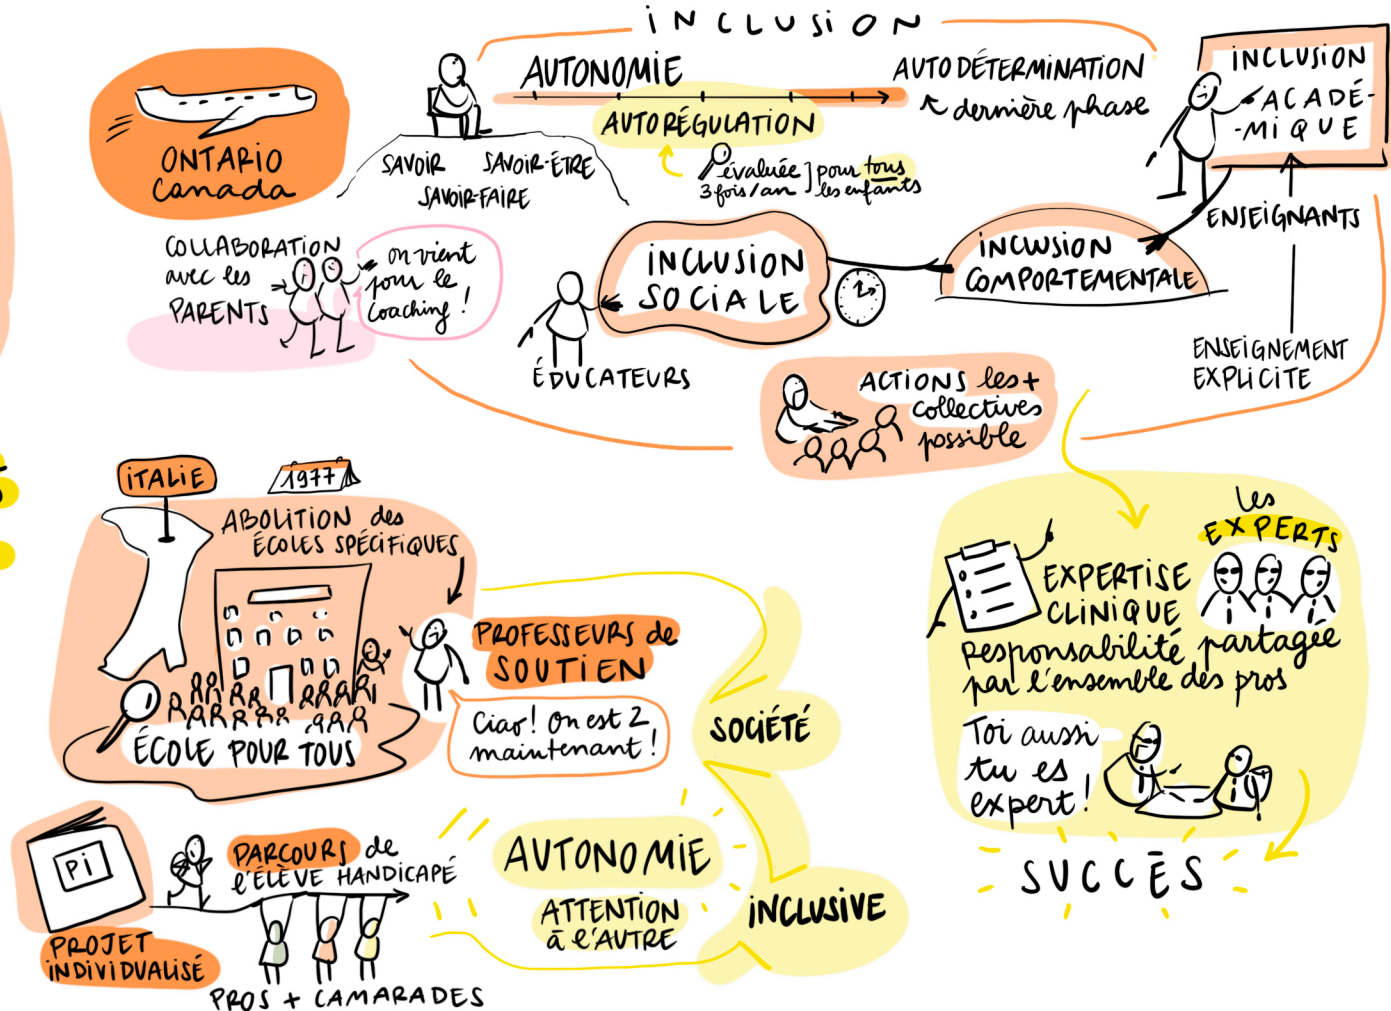 INCLUSION
ONTARIO
Canada
SAVOIR
SAVOIR-ÊTRE
SAVOIR-FAIRE
AUTONOMIE
AUTORÉGULATION
évaluée
3 fois/an
pour tous
les enfants
AUTODÉTERMINATION
dernière phase
INCLUSION
ACADÉ-
-MIQUE
ENSEIGNANTS
ENSEIGNEMENT
EXPLICITE
COLLABORATION
avec les
PARENTS
on vient
pour le
coaching !
ÉDUCATEURS
INCLUSION
SOCIALE
INCLUSION
COMPORTEMENTALE
ACTIONS les +
collectives
possible
ITALIE
1977
ABOLITION des
ÉCOLES SPÉCIFIQUES
ÉCOLE POUR TOUS
PROFESSEURS de
SOUTIEN
Ciao ! On est 2
maintenant !
Pi
PROJET
INDIVIDUALISÉ
PARCOURS de
l'ÉLÈVE HANDICAPÉ
PROS + CAMARADES
AUTONOMIE
ATTENTION
à l'AUTRE
SOCIÉTÉ
INCLUSIVE
les
EXPERTS
EXPERTISE
CLINIQUE
Responsabilité partagée
par l'ensemble des pros
Toi aussi
tu es
expert !
SUCCÈS